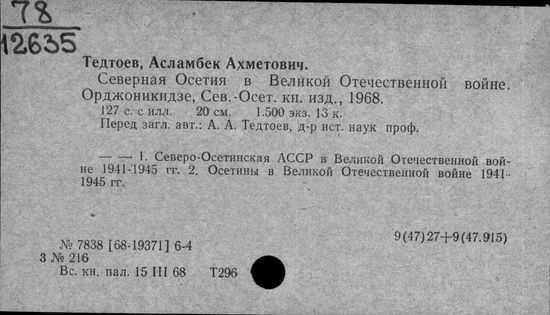 78
12635
Тедтоев, Асламбек Ахметович.
Северная Осетия в Великой Отечественной войне.
Орджоникидзе, Сев.-Осет. кн. изд., 1968.
127 с. с илл. 20 см. 1.500 экз. 13 к.
Перед загл. авт.: А. А. Тедтоев, д-р ист. наук проф.
— — 1. Северо-Осетинская АССР в Великой Отечественной вой-
не 1941-1945 гг. 2. Осетины в Великой Отечественной войне 1941-
1945 гг.
9(47)27+9(47.915)
№ 7838 [68-19371] 6-4
З № 216
Вс. кн. пал. 15 III 68 Т296